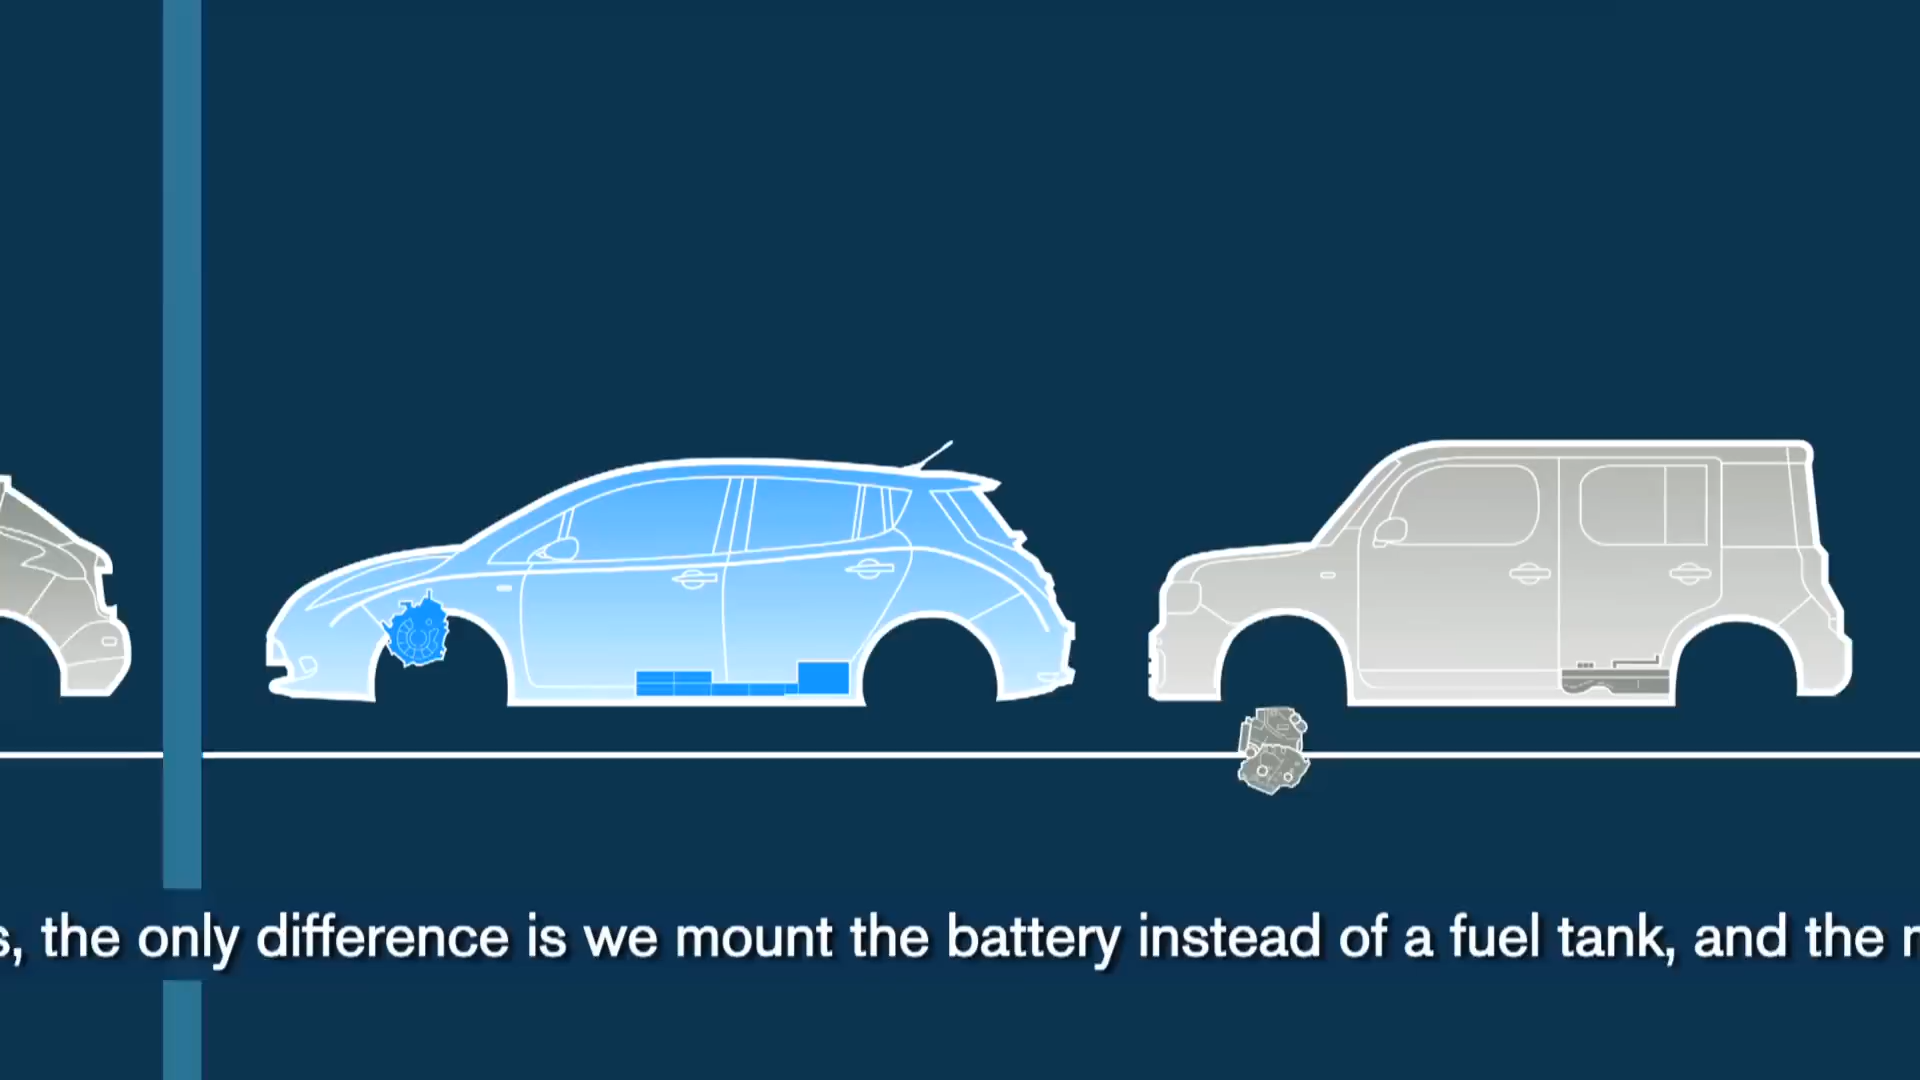 , the only difference is we mount the battery instead of a fuel tank, and the